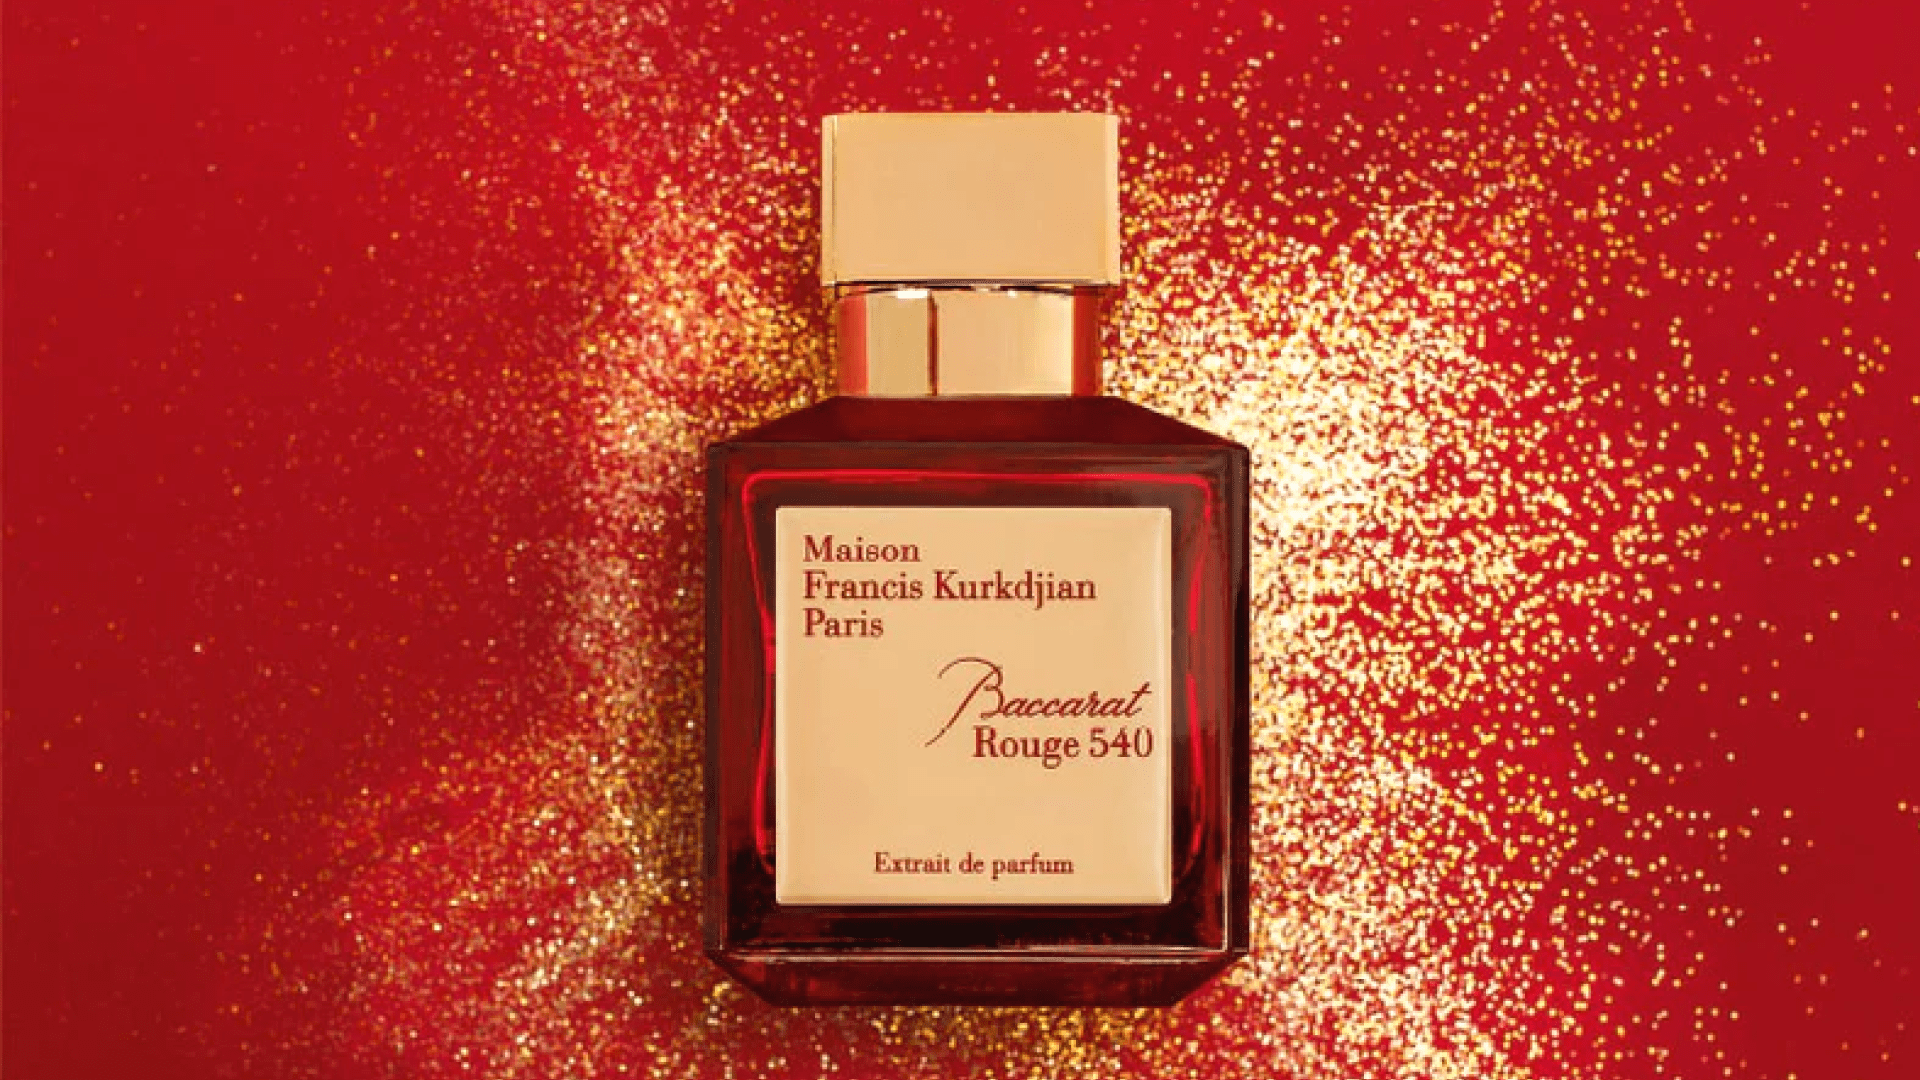 Maison
Francis Kurkdjian
Paris
Baccarat
Rouge 540
Extrait de parfum